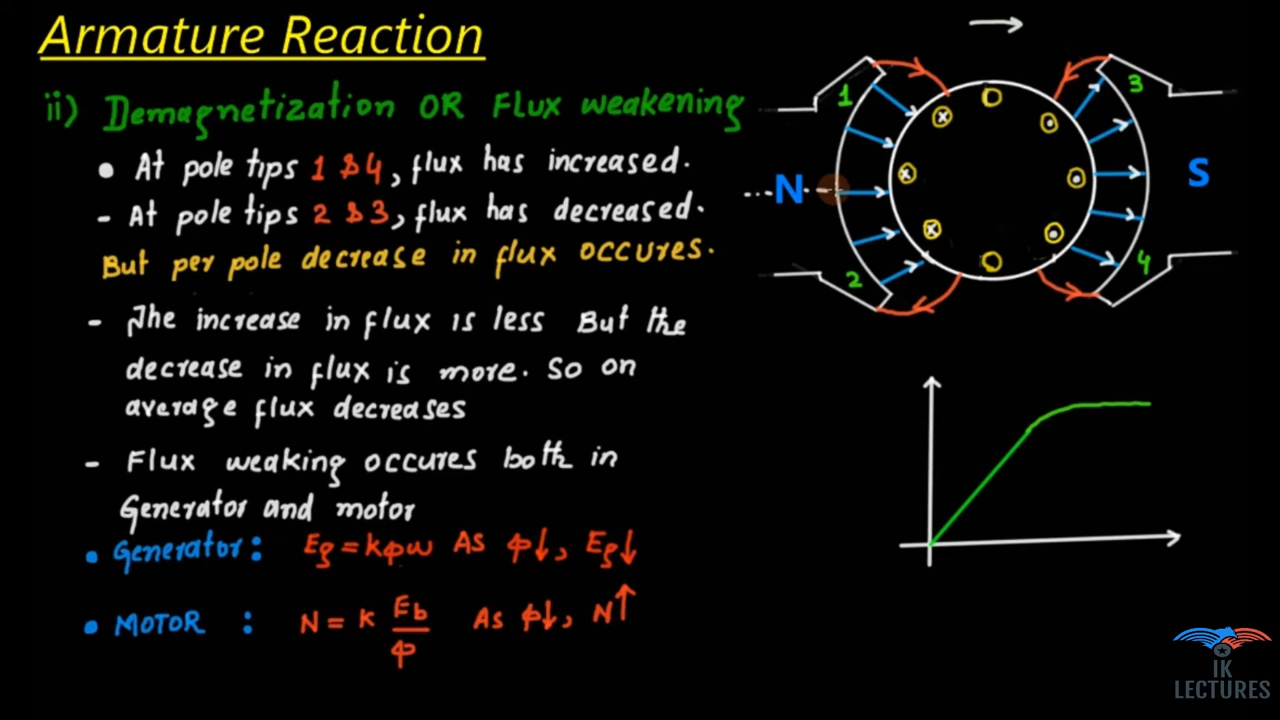 Armature Reaction
ii) Demagnetization OR Flux weakening
• At pole tips 1 & 4, flux has increased.
- At pole tips 2 & 3, flux has decreased.
But per pole decrease in flux occures.
- The increase in flux is less But the
decrease in flux is more. So on
average flux decreases
- Flux weaking occures both in
Generator and motor
• Generator: Eg = kφω As φ↓, Eg↓
• MOTOR : N = k Eb/φ As φ↓, N↑
1
3
N
S
2
4
IK
LECTURES